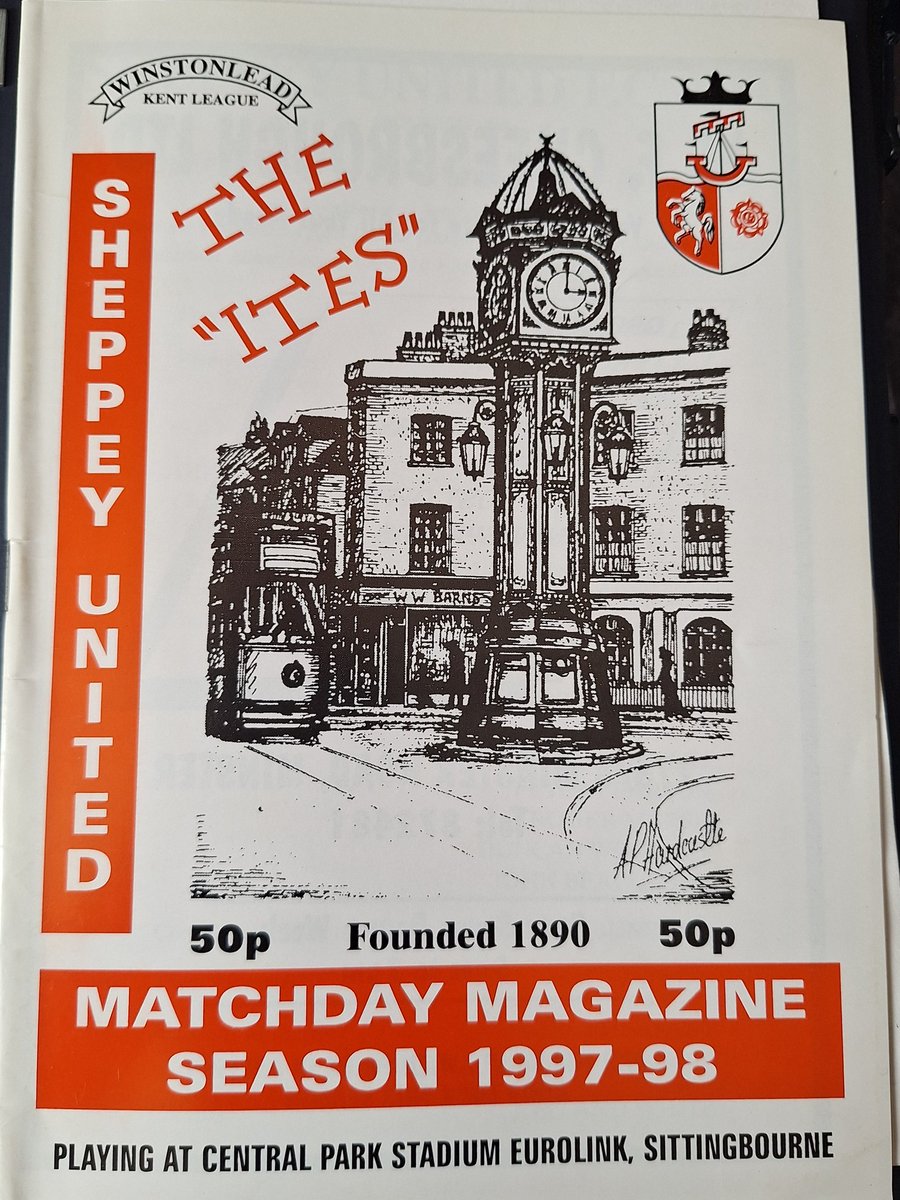 WINSTONLEAD
KENT LEAGUE
SHEPPEY UNITED
THE
"ITES"
W W BARNS
A R Hardcastle
50p Founded 1890 50p
MATCHDAY MAGAZINE
SEASON 1997-98
PLAYING AT CENTRAL PARK STADIUM EUROLINK, SITTINGBOURNE